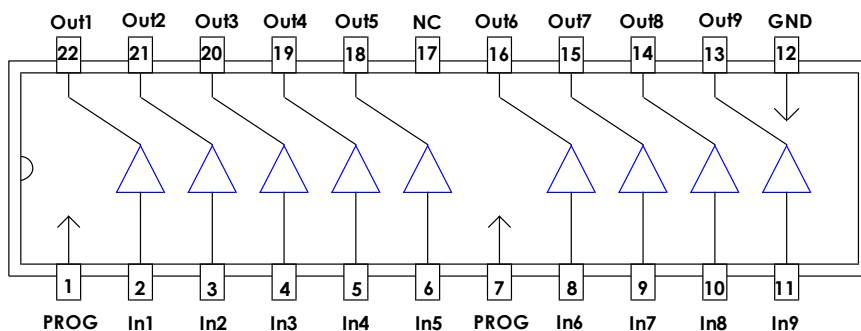 Out1 Out2 Out3 Out4 Out5 NC Out6 Out7 Out8 Out9 GND
22 21 20 19 18 17 16 15 14 13 12
1 2 3 4 5 6 7 8 9 10 11
PROG In1 In2 In3 In4 In5 PROG In6 In7 In8 In9